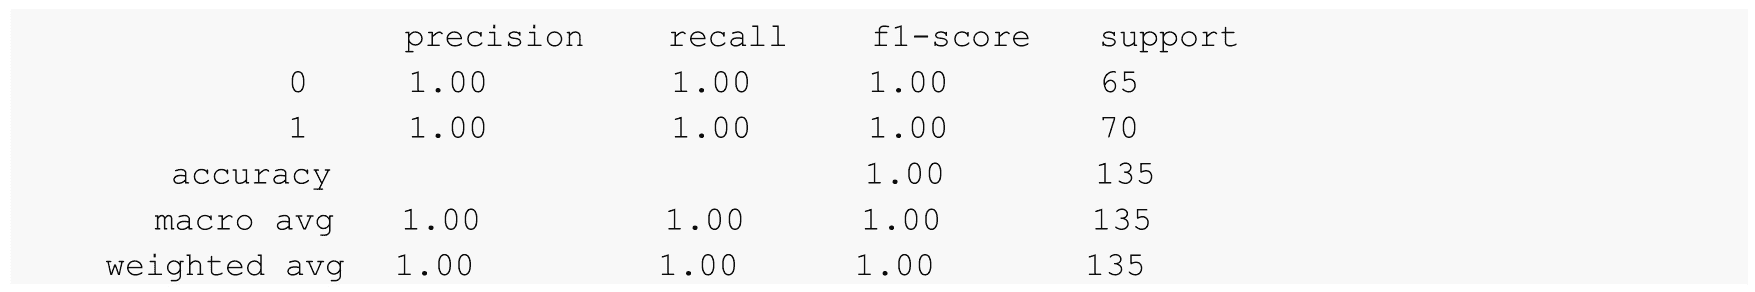 precision recall f1-score support
0 1.00 1.00 1.00 65
1 1.00 1.00 1.00 70
accuracy 1.00 135
macro avg 1.00 1.00 1.00 135
weighted avg 1.00 1.00 1.00 135